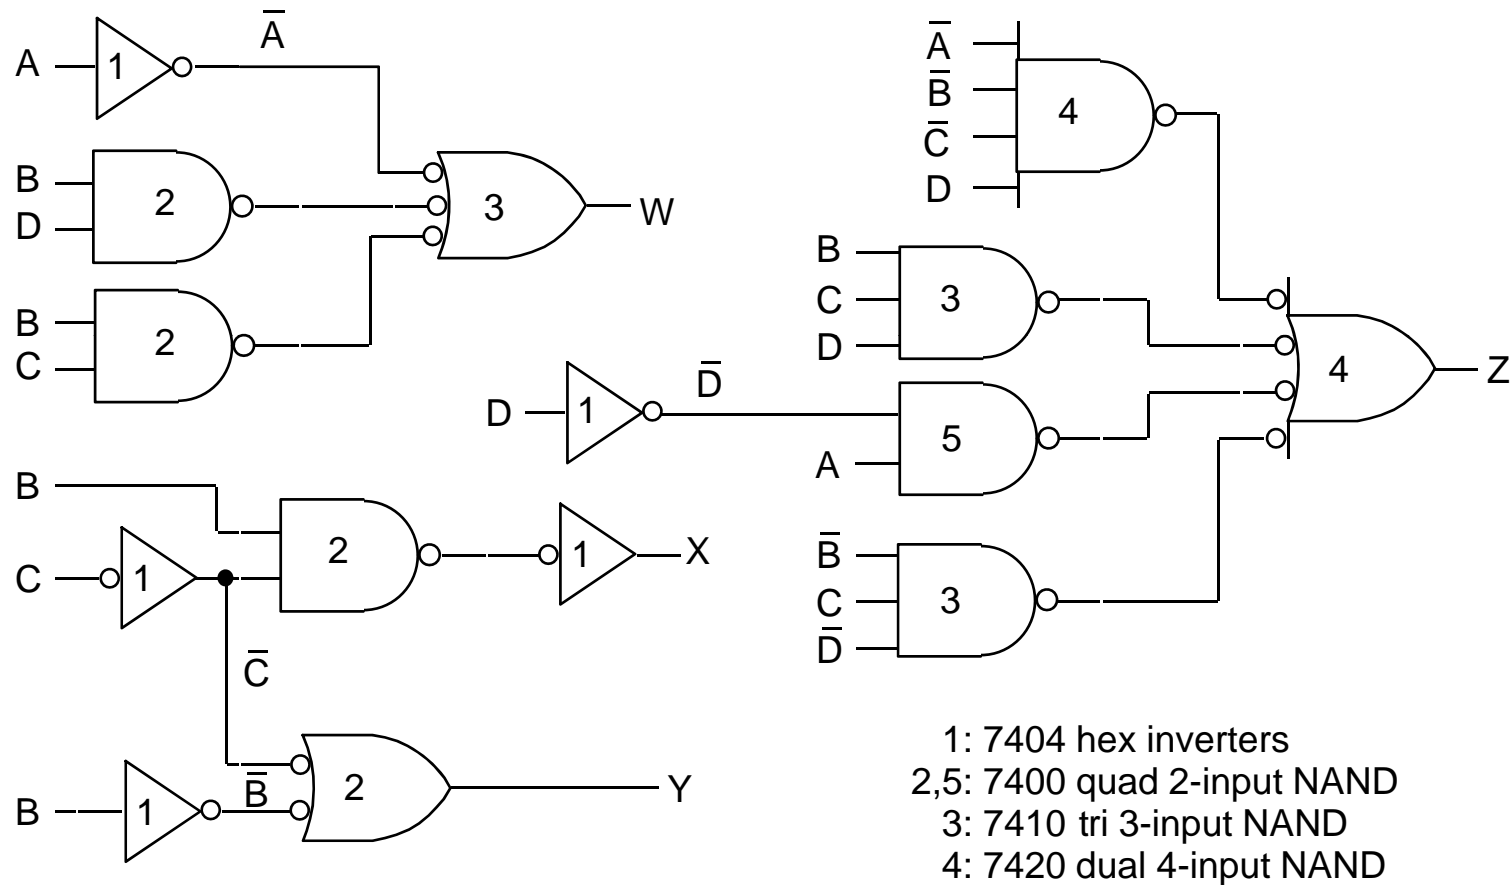 A
1
A̅
B
D
2
3
W
B
C
2
B
C
1
2
1
X
C̅
B
1
B̅
2
Y
A̅
B̅
C̅
D
4
B
C
D
3
D
1
D̅
A
5
4
Z
B̅
C
D̅
3
1: 7404 hex inverters
2,5: 7400 quad 2-input NAND
3: 7410 tri 3-input NAND
4: 7420 dual 4-input NAND